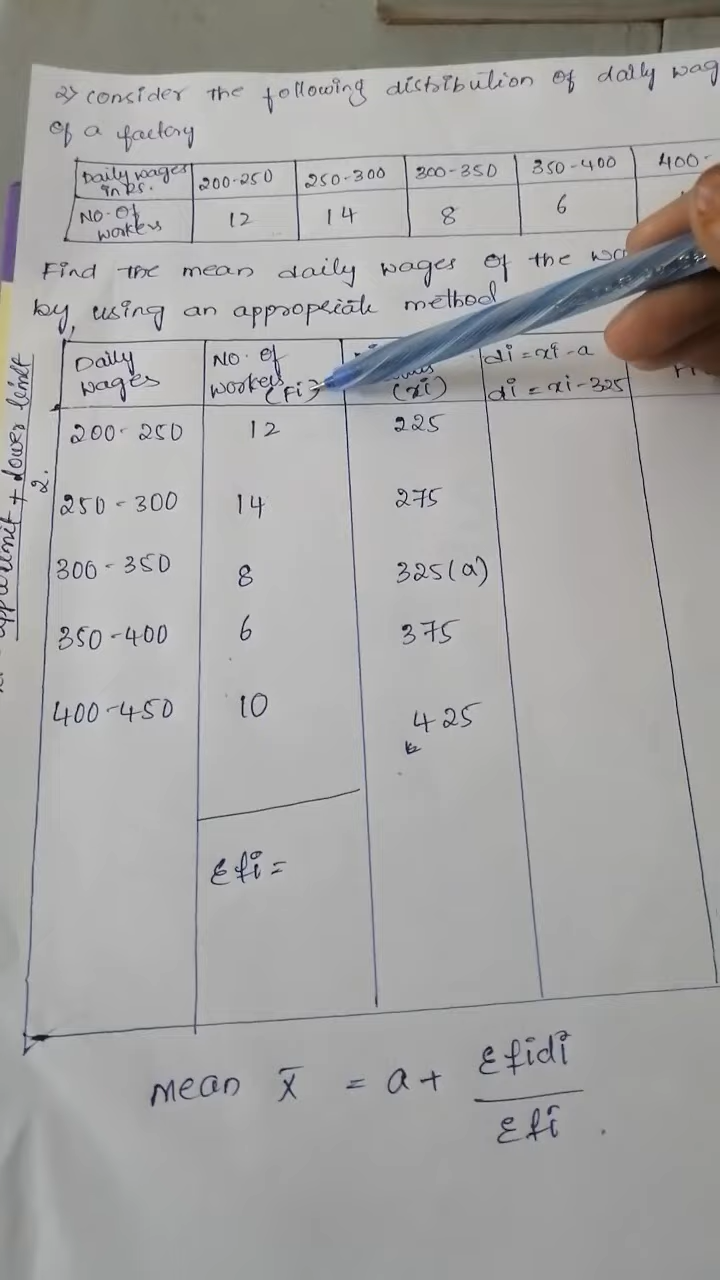 2) consider the following distribution of daily wag
of a factory
Daily wages in Rs. 200-250 250-300 300-350 350-400 400-
NO. Of workers 12 14 8 6
Find the mean daily wages of the wo
by, using an appropriate method
Daily wages NO. of workers (Fi) (xi) di = xi - a
di = xi - 325
200 - 250 12 225
250 - 300 14 275
300 - 350 8 325(a)
350 - 400 6 375
400 - 450 10 425
Σfi =
mean x̄ = a + Σfidi / Σfi .
upper limit + lower limit
2.